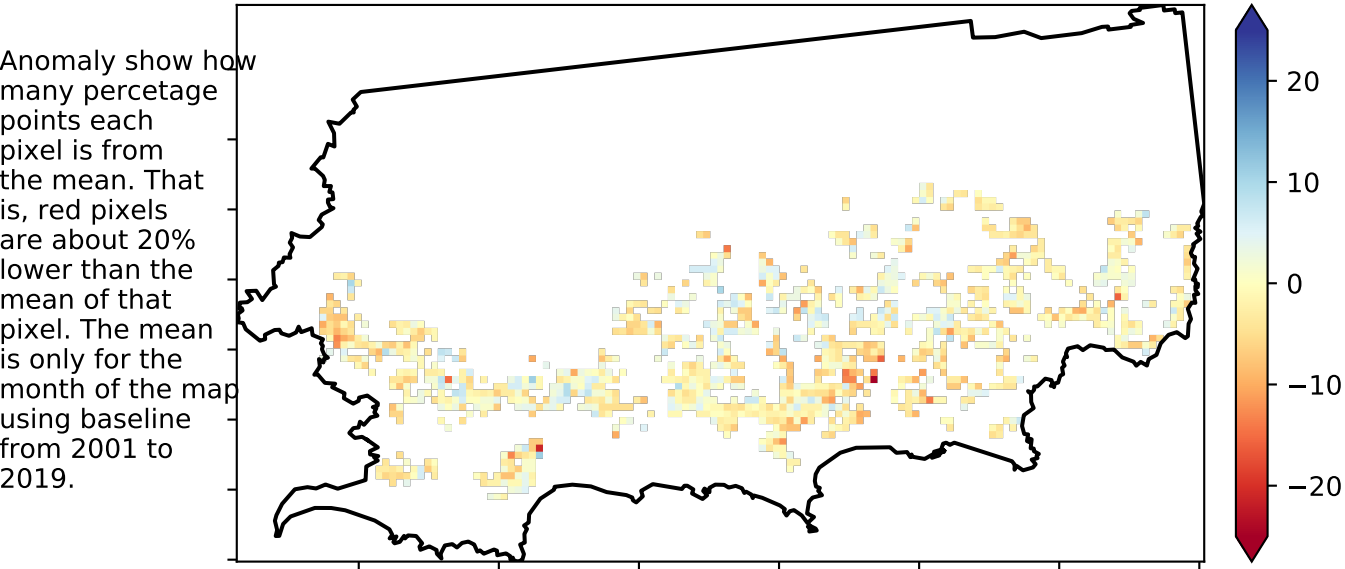 Anomaly show how
many percetage
points each
pixel is from
the mean. That
is, red pixels
are about 20%
lower than the
mean of that
pixel. The mean
is only for the
month of the map
using baseline
from 2001 to
2019.
20
10
0
−10
−20